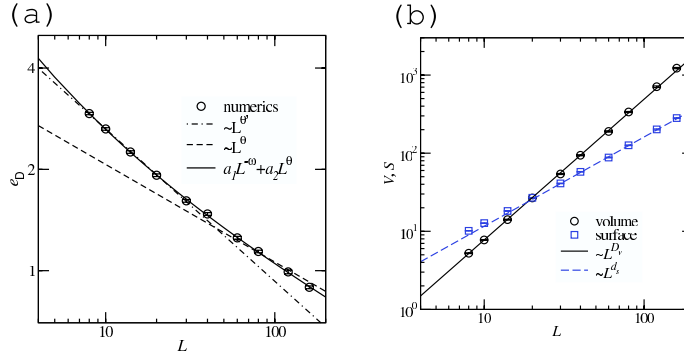 (a)
4
2
1
e_D
10
100
L
numerics
~L^θ'
~L^θ
a_1L^-ω+a_2L^θ
(b)
10^3
10^2
10^1
10^0
V, S
10
100
L
volume
surface
~L^D_v
~L^d_s